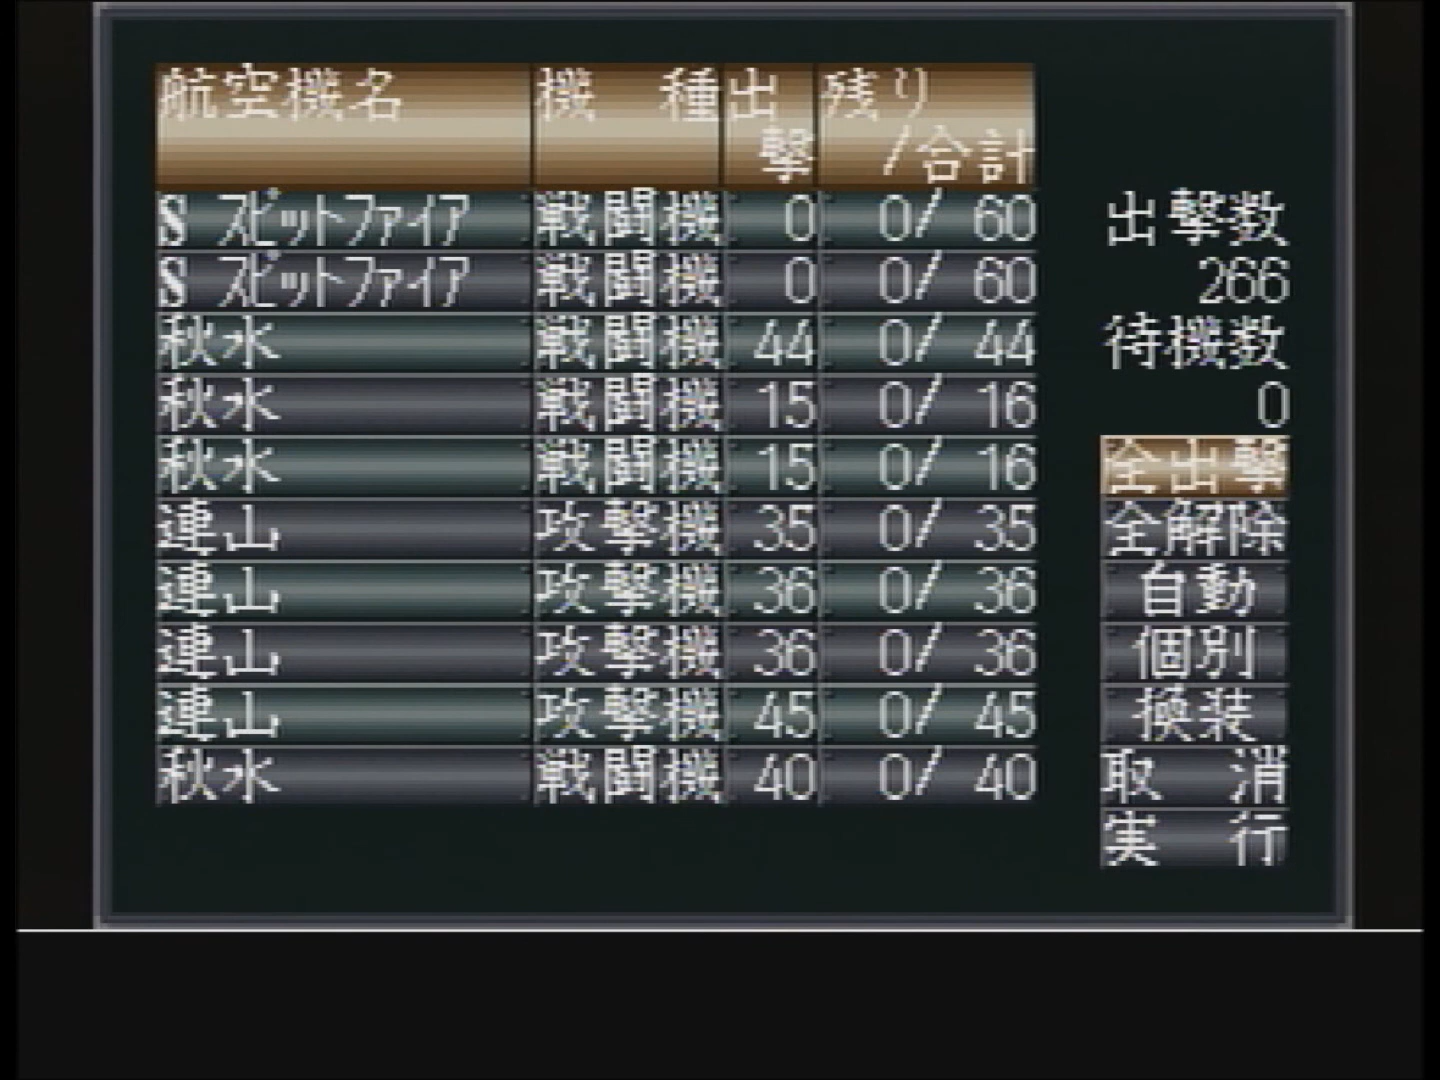 航空機名 機 種 出撃 残り/合計
S スピットファイア 戦闘機 0 0/ 60
S スピットファイア 戦闘機 0 0/ 60
秋水 戦闘機 44 0/ 44
秋水 戦闘機 15 0/ 16
秋水 戦闘機 15 0/ 16
連山 攻撃機 35 0/ 35
連山 攻撃機 36 0/ 36
連山 攻撃機 36 0/ 36
連山 攻撃機 45 0/ 45
秋水 戦闘機 40 0/ 40
出撃数
266
待機数
0
全出撃
全解除
自動
個別
換装
取 消
実 行